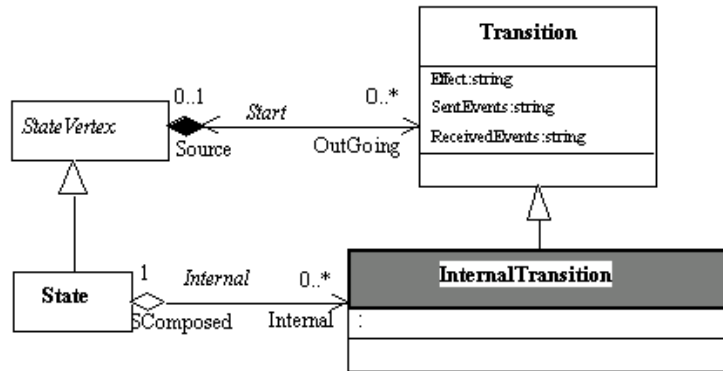 Transition
Effect:string
SentEvents:string
ReceivedEvents:string
StateVertex
0..1
Start
0..*
Source
OutGoing
State
1
Internal
0..*
SComposed
Internal
InternalTransition
: